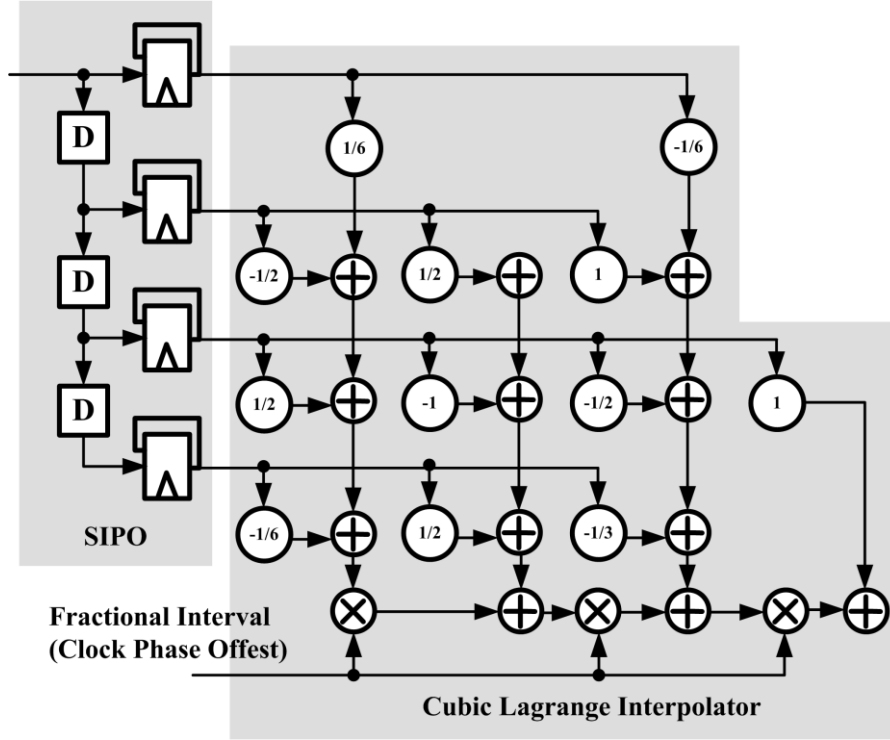 D
1/6
-1/6
-1/2
1/2
1
D
1/2
-1
-1/2
1
D
-1/6
1/2
-1/3
SIPO
Fractional Interval
(Clock Phase Offest)
Cubic Lagrange Interpolator